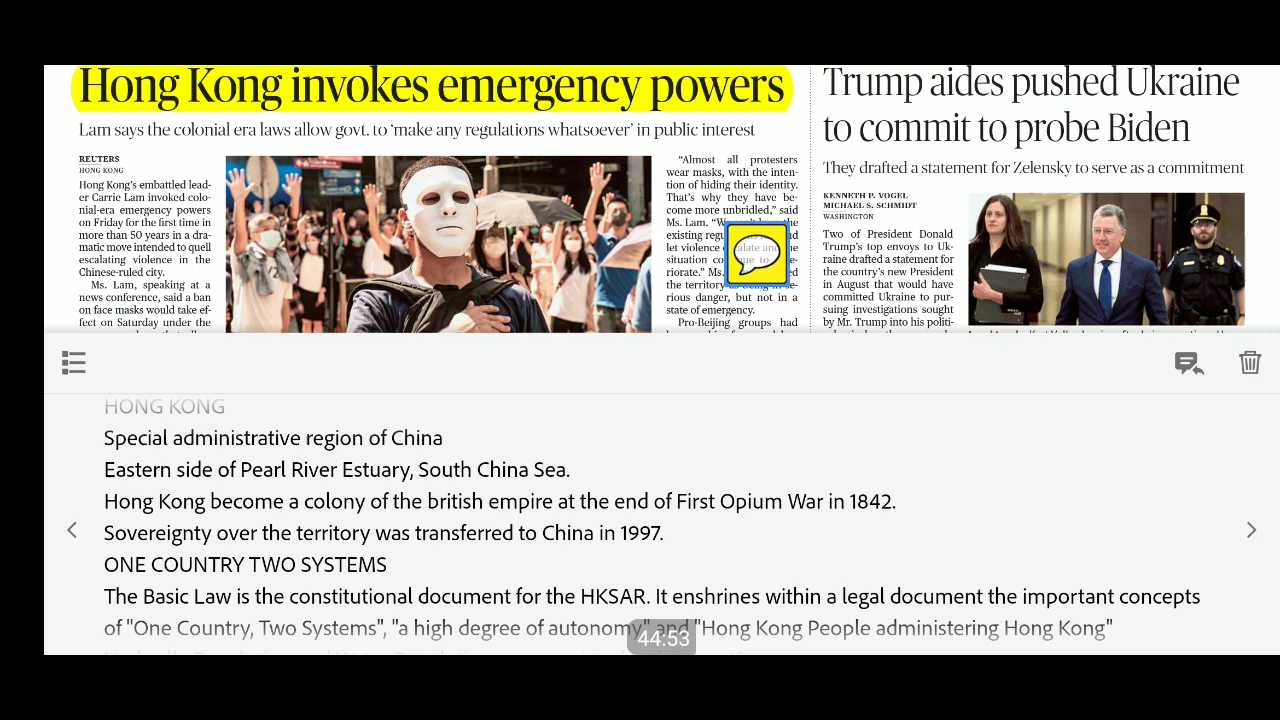 Hong Kong invokes emergency powers
Lam says the colonial era laws allow govt. to ‘make any regulations whatsoever’ in public interest
REUTERS
HONG KONG
Hong Kong’s embattled lead-
er Carrie Lam invoked colo-
nial-era emergency powers
on Friday for the first time in
more than 50 years in a dra-
matic move intended to quell
escalating violence in the
Chinese-ruled city.
Ms. Lam, speaking at a
news conference, said a ban
on face masks would take ef-
fect on Saturday under the
“Almost all protesters
wear masks, with the inten-
tion of hiding their identity.
That’s why they have be-
come more unbridled,” said
Ms. Lam.
existing
let violence
situation
riorate.” Ms.
the territory
rious danger, but not in a
state of emergency.
Pro-Beijing groups had
Trump aides pushed Ukraine
to commit to probe Biden
They drafted a statement for Zelensky to serve as a commitment
KENNETH P. VOGEL
MICHAEL S. SCHMIDT
WASHINGTON
Two of President Donald
Trump’s top envoys to Uk-
raine drafted a statement for
the country’s new President
in August that would have
committed Ukraine to pur-
suing investigations sought
by Mr. Trump into his politi-
HONG KONG
Special administrative region of China
Eastern side of Pearl River Estuary, South China Sea.
Hong Kong become a colony of the british empire at the end of First Opium War in 1842.
Sovereignty over the territory was transferred to China in 1997.
ONE COUNTRY TWO SYSTEMS
The Basic Law is the constitutional document for the HKSAR. It enshrines within a legal document the important concepts
of "One Country, Two Systems", "a high degree of autonomy" and "Hong Kong People administering Hong Kong"
44:53